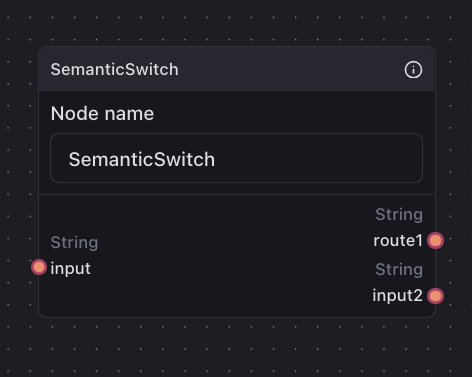 SemanticSwitch
Node name
SemanticSwitch
String
input
String
route1
String
input2